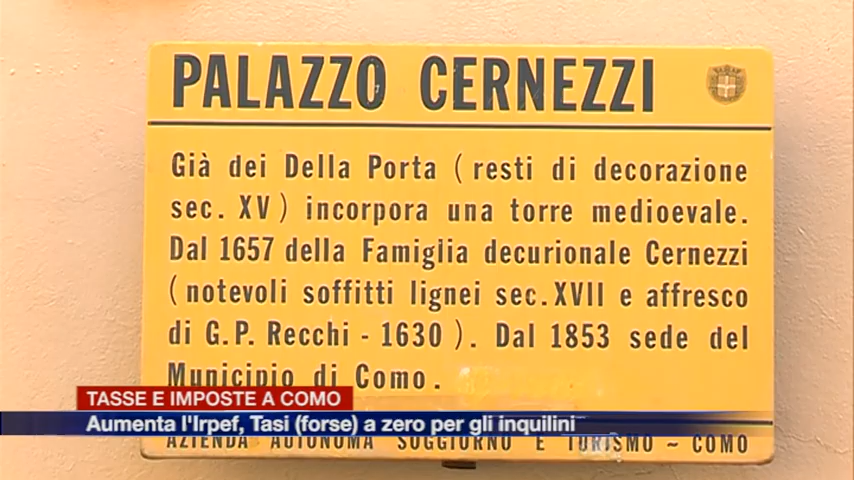 PALAZZO CERNEZZI
Già dei Della Porta ( resti di decorazione
sec. XV ) incorpora una torre medioevale.
Dal 1657 della Famiglia decurionale Cernezzi
( notevoli soffitti lignei sec. XVII e affresco
di G. P. Recchi - 1630 ). Dal 1853 sede del
Municipio di Como.
TASSE E IMPOSTE A COMO
Aumenta l'Irpef, Tasi (forse) a zero per gli inquilini
AZIENDA AUTONOMA SOGGIORNO E TURISMO ~ COMO